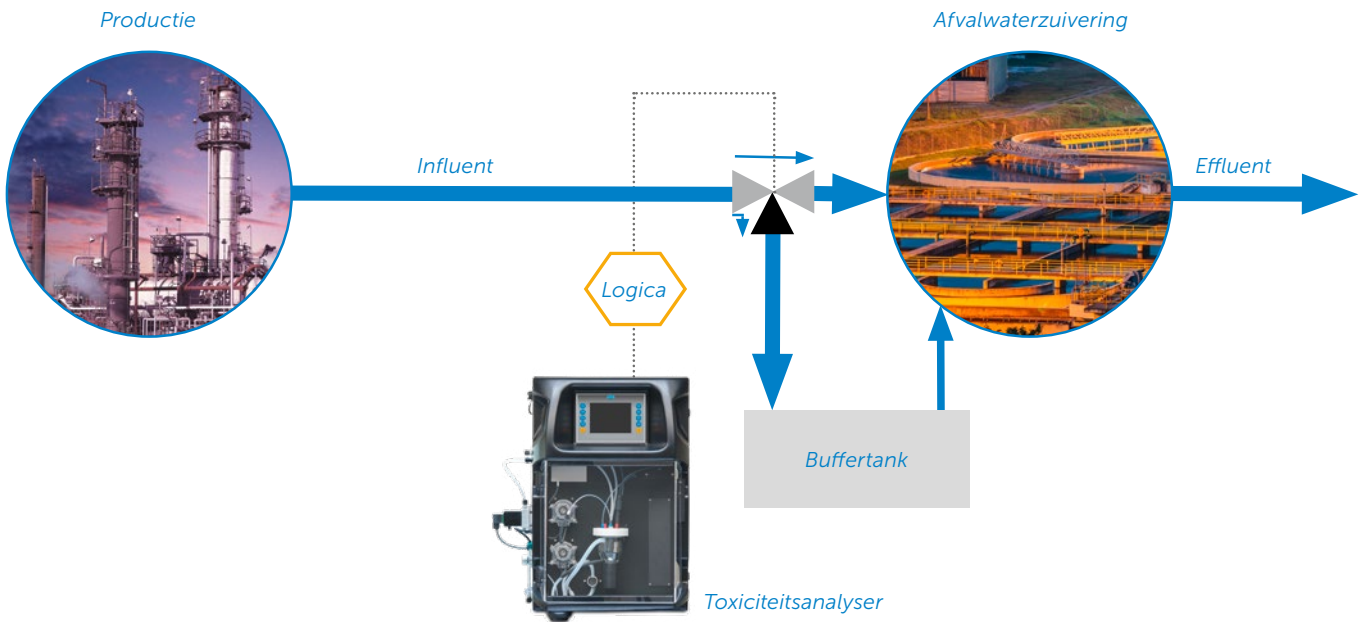 Productie
Afvalwaterzuivering
Influent
Effluent
Logica
Buffertank
Toxiciteitsanalyser